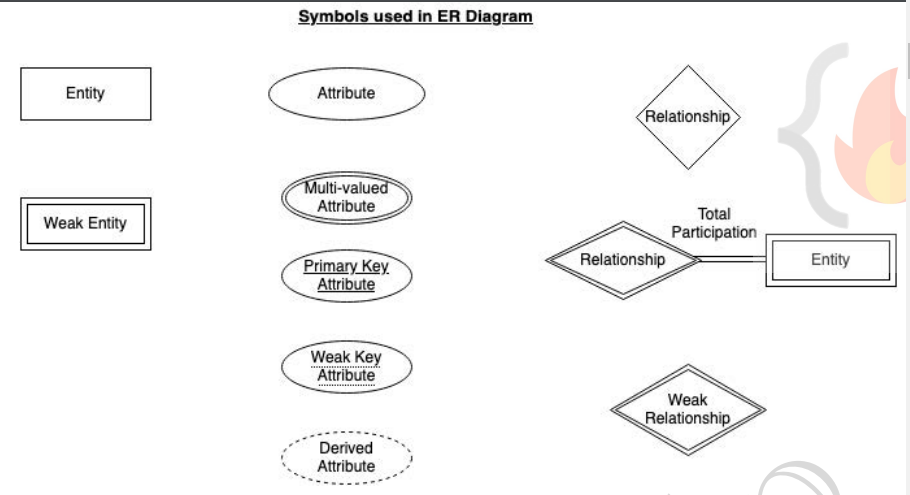 Symbols used in ER Diagram
Entity
Attribute
Relationship
Weak Entity
Multi-valued
Attribute
Total
Participation
Relationship
Entity
Primary Key
Attribute
Weak Key
Attribute
Weak
Relationship
Derived
Attribute